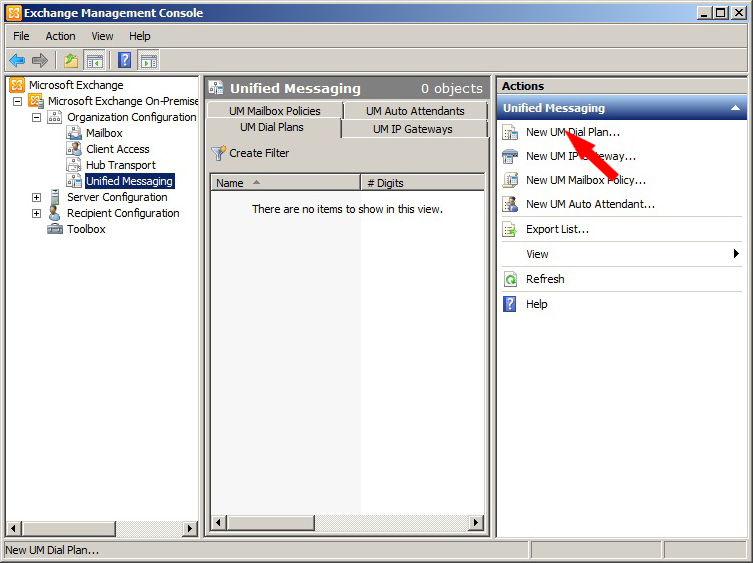 Exchange Management Console
File Action View Help
Microsoft Exchange
Microsoft Exchange On-Premise
Organization Configuration
Mailbox
Client Access
Hub Transport
Unified Messaging
Server Configuration
Recipient Configuration
Toolbox
Unified Messaging 0 objects
UM Mailbox Policies UM Auto Attendants
UM Dial Plans UM IP Gateways
Create Filter
Name # Digits
There are no items to show in this view.
Actions
Unified Messaging
New UM Dial Plan...
New UM IP Gateway...
New UM Mailbox Policy...
New UM Auto Attendant...
Export List...
View
Refresh
Help
New UM Dial Plan...